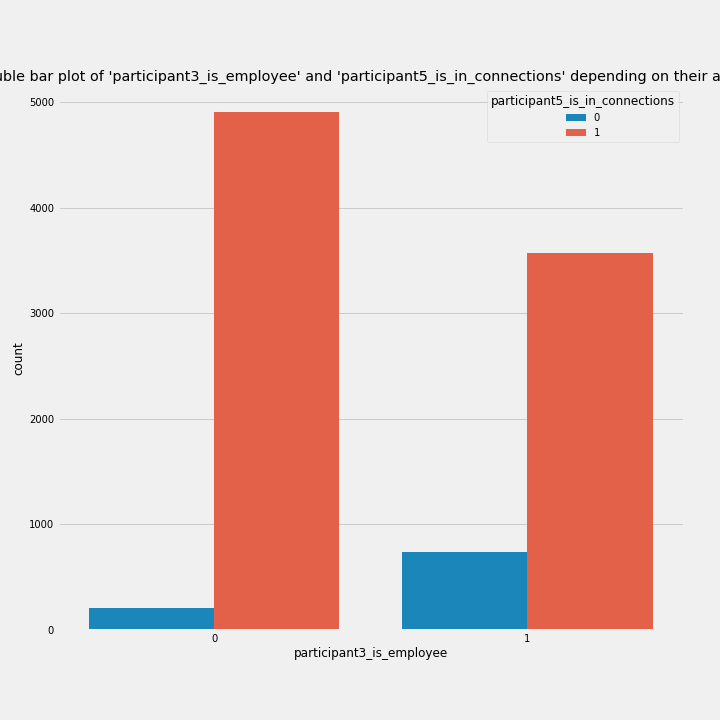 uble bar plot of 'participant3_is_employee' and 'participant5_is_in_connections' depending on their a
participant5_is_in_connections
0
1
5000
4000
3000
2000
1000
0
count
0 1
participant3_is_employee